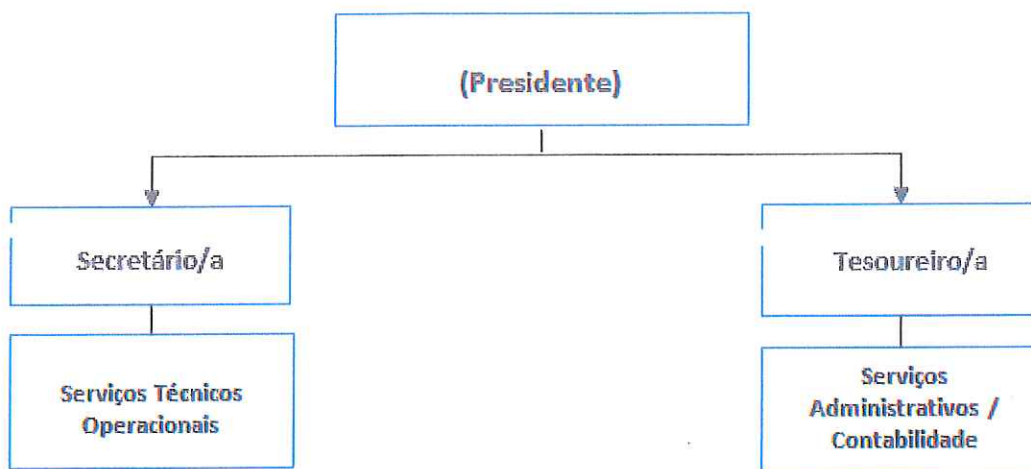 (Presidente)
Secretário/a
Tesoureiro/a
Serviços Técnicos
Operacionais
Serviços
Administrativos /
Contabilidade